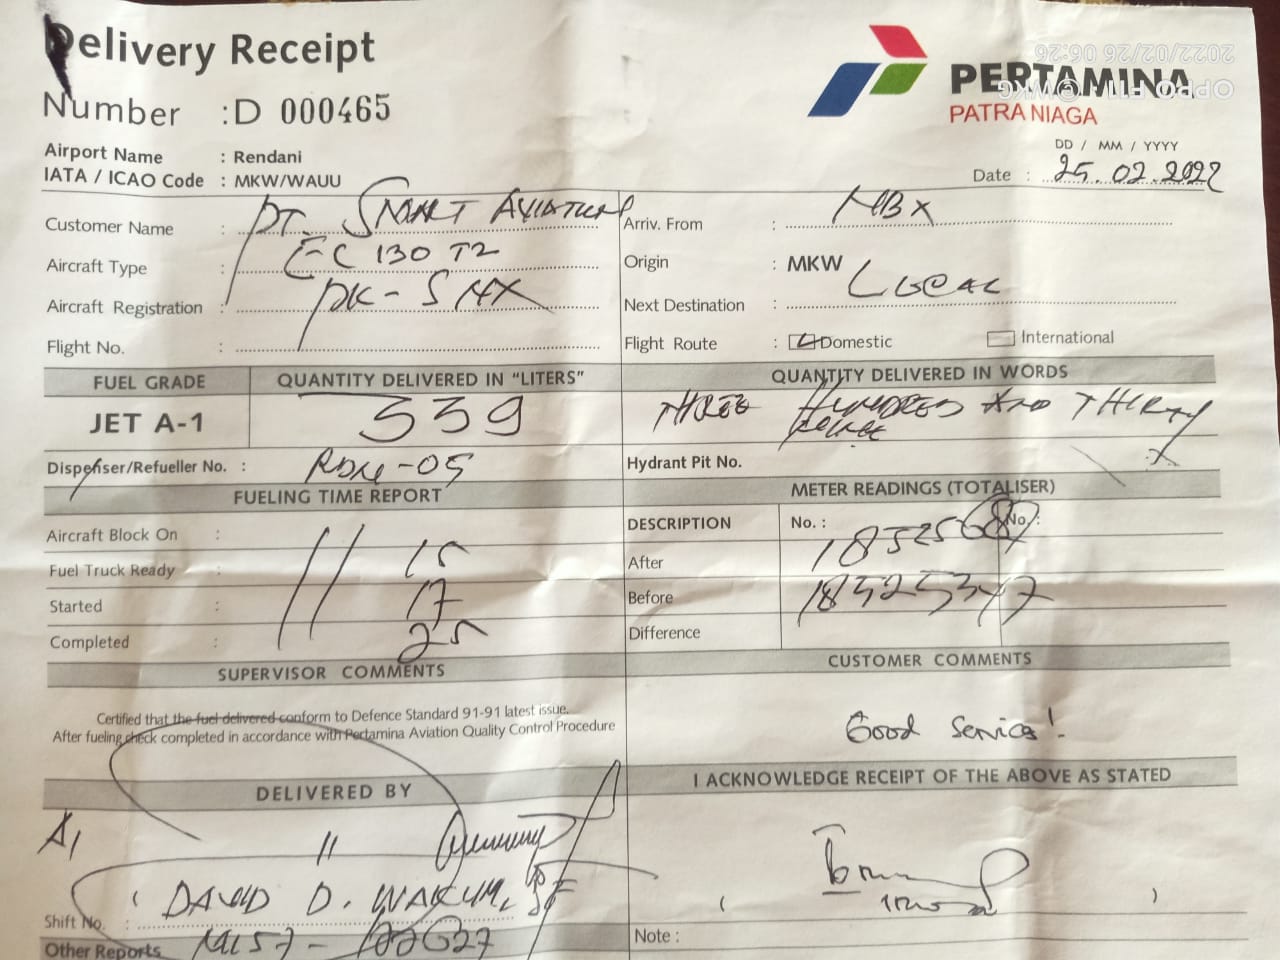 Delivery Receipt
Number : D 000465
PERTAMINA
PATRA NIAGA
2022/02/26 06:26
Airport Name : Rendani
IATA / ICAO Code : MKW/WAUU
DD / MM / YYYY
Date : 25.02.2022
Customer Name : PT. SMART AVIATION
Aircraft Type : EC 130 T2
Aircraft Registration : PK-SNX
Flight No. :
Arriv. From : NBX
Origin : MKW
Next Destination : LOCAL
Flight Route : Domestic International
FUEL GRADE QUANTITY DELIVERED IN "LITERS" QUANTITY DELIVERED IN WORDS
JET A-1 339 THREE HUNDRED AND THIRTY
Dispenser/Refueller No. : RDN-05
Hydrant Pit No.
FUELING TIME REPORT
METER READINGS (TOTALISER)
DESCRIPTION No. : No. :
Aircraft Block On :
Fuel Truck Ready : 15
Started : 17
Completed : 25
After
Before 18325347
Difference
SUPERVISOR COMMENTS
CUSTOMER COMMENTS
Certified that the fuel delivered conform to Defence Standard 91-91 latest issue.
After fueling check completed in accordance with Pertamina Aviation Quality Control Procedure
Good Service!
DELIVERED BY
I ACKNOWLEDGE RECEIPT OF THE ABOVE AS STATED
DAVID D.
Shift No. :
Other Reports
Note :